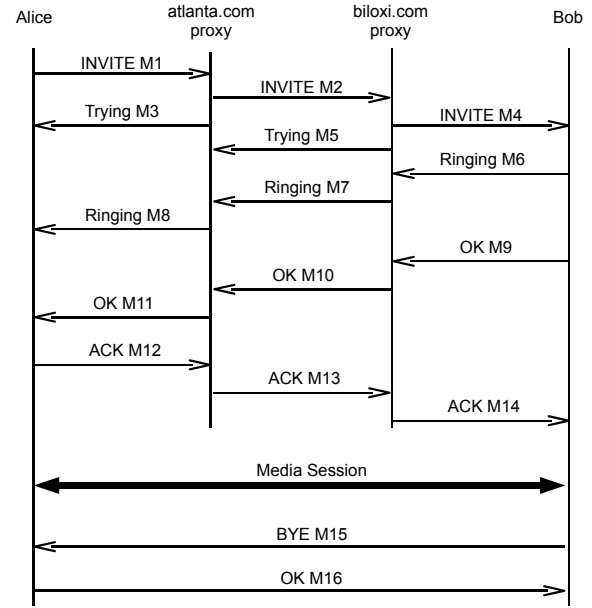 Alice
atlanta.com
proxy
biloxi.com
proxy
Bob
INVITE M1
INVITE M2
Trying M3
INVITE M4
Trying M5
Ringing M6
Ringing M7
Ringing M8
OK M9
OK M10
OK M11
ACK M12
ACK M13
ACK M14
Media Session
BYE M15
OK M16